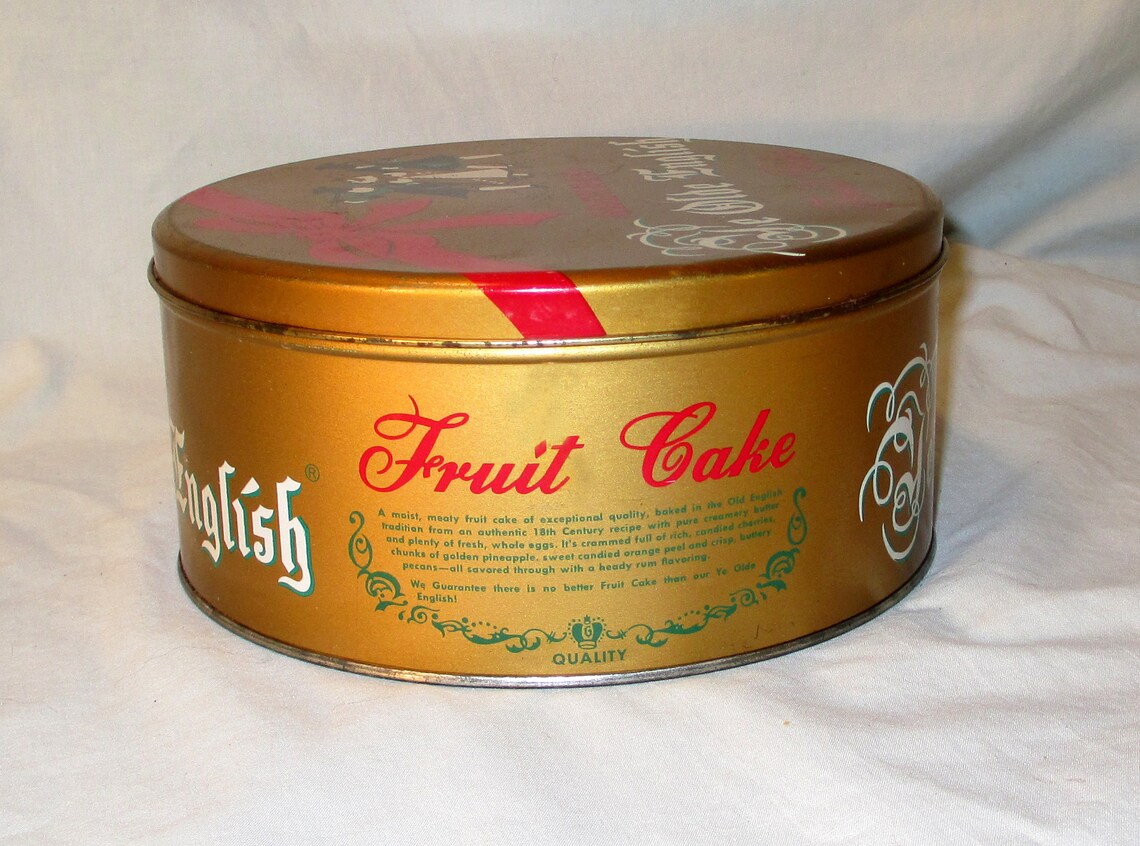 Ye Olde English
English®
Fruit Cake
A moist, meaty fruit cake of exceptional quality, baked in the Old English
tradition from an authentic 18th Century recipe with pure creamery butter
and plenty of fresh, whole eggs. It's crammed full of rich, candied cherries,
chunks of golden pineapple, sweet candied orange peel and crisp, buttery
pecans—all savored through with a heady rum flavoring.
We Guarantee there is no better Fruit Cake than our Ye Olde
English!
QUALITY